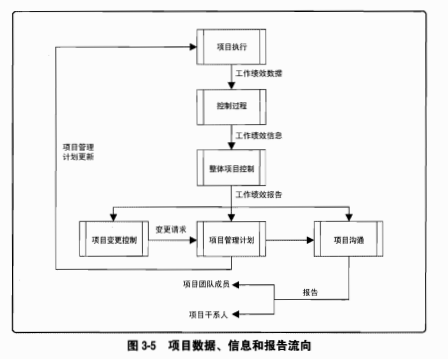 项目执行
工作绩效数据
控制过程
工作绩效信息
项目管理
计划更新
整体项目控制
工作绩效报告
项目变更控制
变更请求
项目管理计划
项目沟通
项目团队成员
报告
项目干系人
图 3-5 项目数据、信息和报告流向